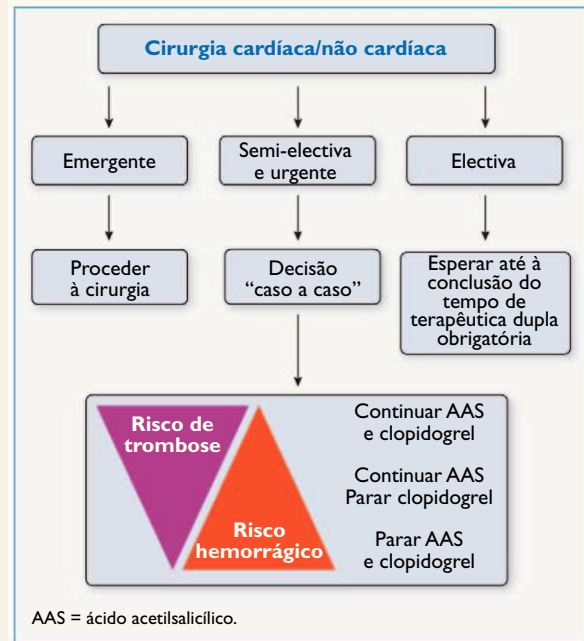 Cirurgia cardíaca/não cardíaca
Emergente
Semi-electiva
e urgente
Electiva
Proceder
à cirurgia
Decisão
“caso a caso”
Esperar até à
conclusão do
tempo de
terapêutica dupla
obrigatória
Risco de
trombose
Risco
hemorrágico
Continuar AAS
e clopidogrel
Continuar AAS
Parar clopidogrel
Parar AAS
e clopidogrel
AAS = ácido acetilsalicílico.